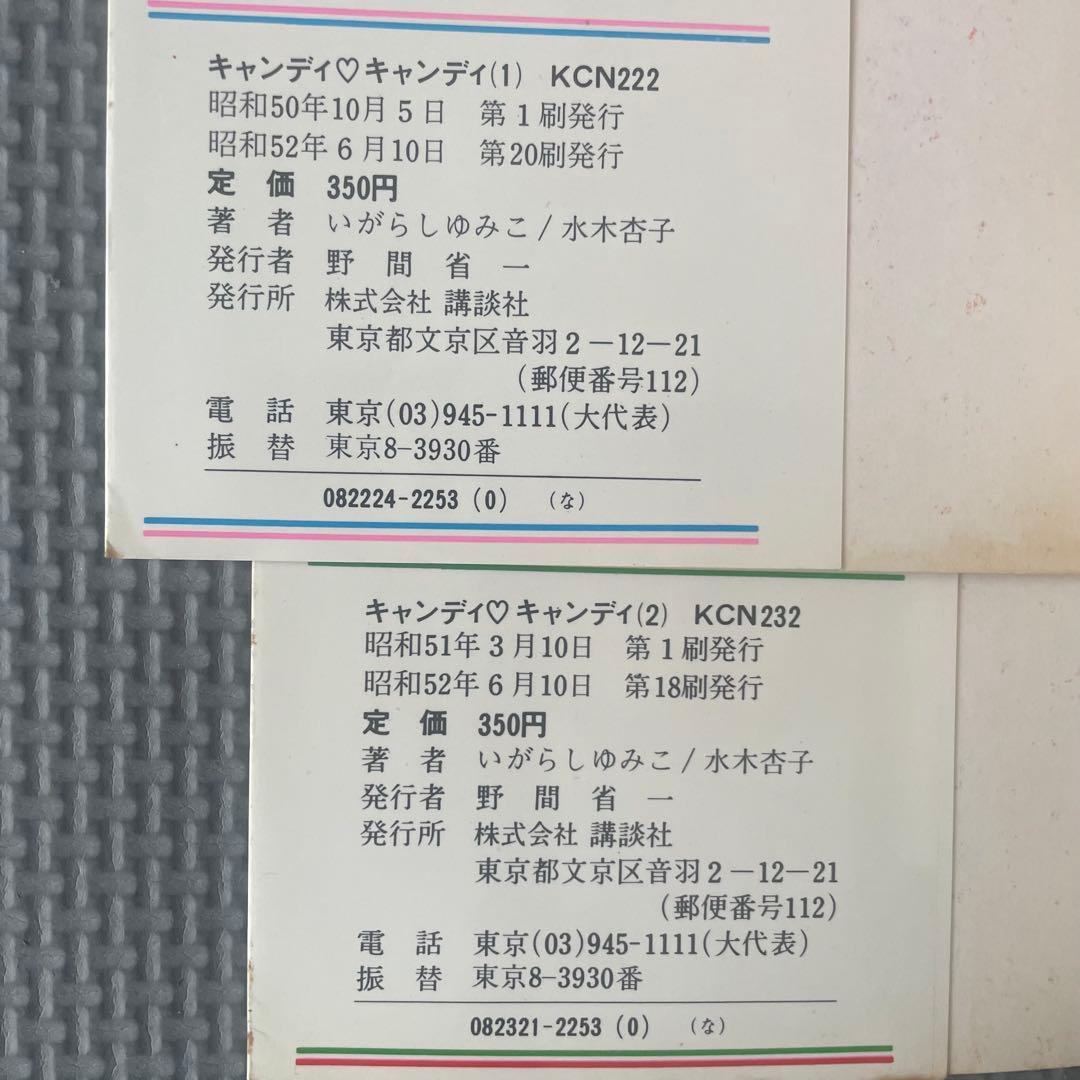 キャンディ♡キャンディ(1) KCN222
昭和50年10月5日 第1刷発行
昭和52年6月10日 第20刷発行
定価 350円
著者 いがらしゆみこ/水木杏子
発行者 野間省一
発行所 株式会社 講談社
東京都文京区音羽2-12-21
(郵便番号112)
電話 東京(03)945-1111(大代表)
振替 東京8-3930番
082224-2253(0) (な)
キャンディ♡キャンディ(2) KCN232
昭和51年3月10日 第1刷発行
昭和52年6月10日 第18刷発行
定価 350円
著者 いがらしゆみこ/水木杏子
発行者 野間省一
発行所 株式会社 講談社
東京都文京区音羽2-12-21
(郵便番号112)
電話 東京(03)945-1111(大代表)
振替 東京8-3930番
082321-2253(0) (な)